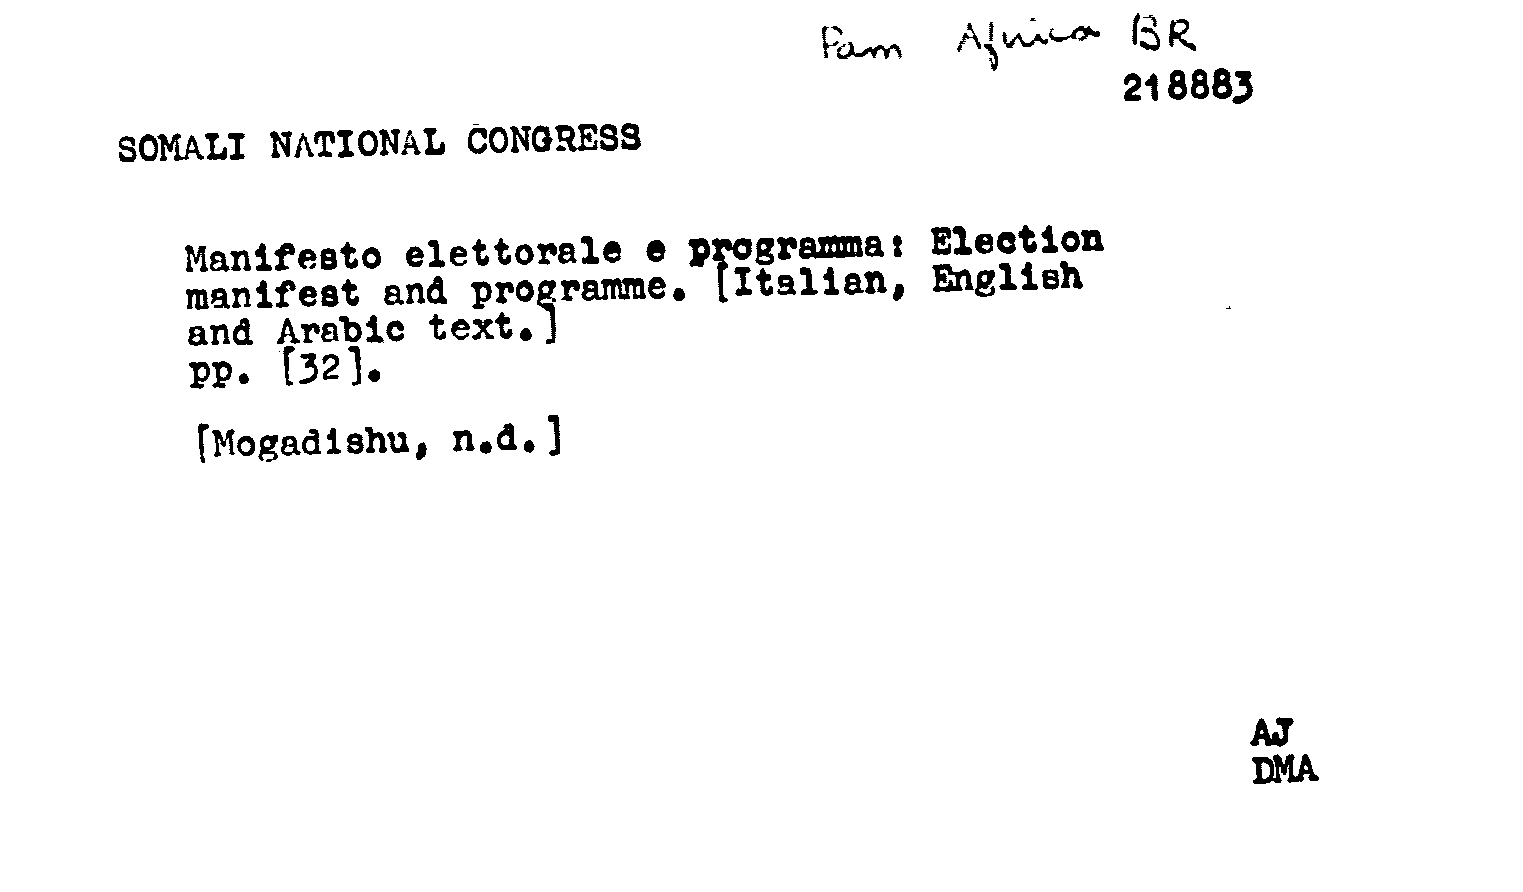 Pam Africa BR
218883
SOMALI NATIONAL CONGRESS
Manifesto elettorale e programma: Election
manifest and programme. [Italian, English
and Arabic text.]
pp. [32].
[Mogadishu, n.d.]
AJ
DMA